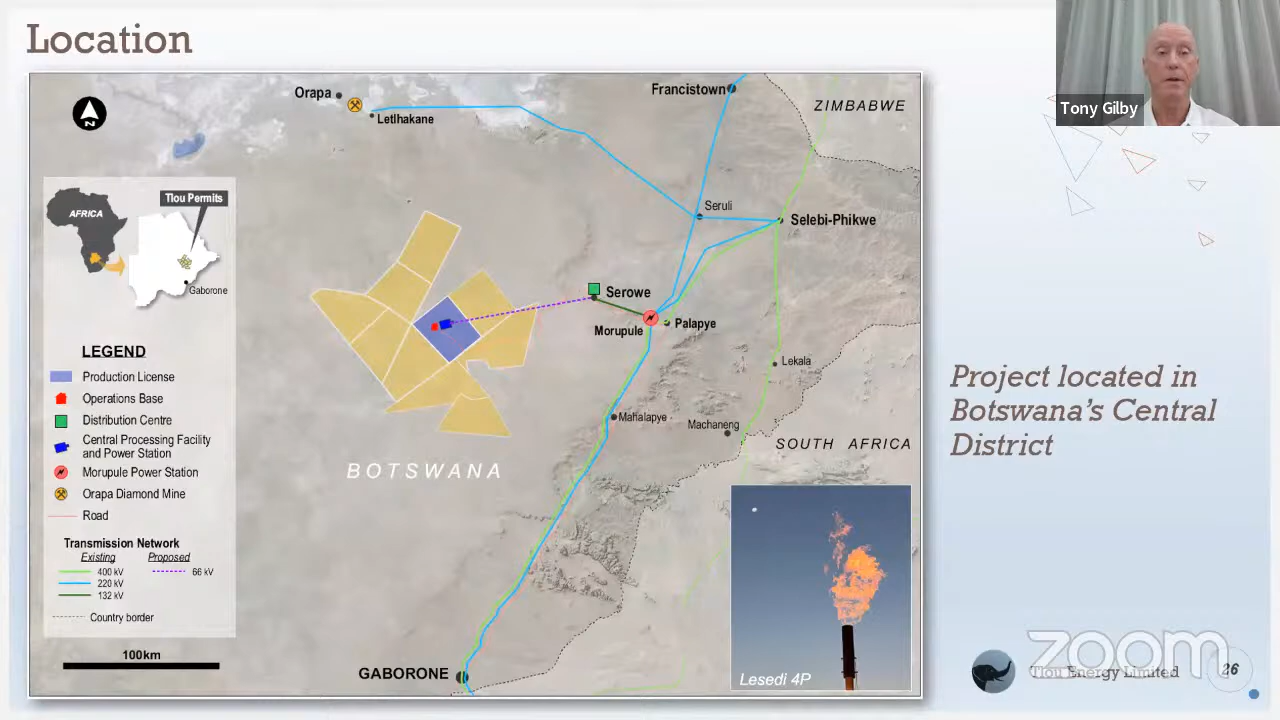 Location
Tony Gilby
Orapa
Letlhakane
Francistown
ZIMBABWE
N
AFRICA
Tlou Permits
Gaborone
Seruli
Selebi-Phikwe
Serowe
Morupule
Palapye
Lekala
Mahalapye
Machaneng
SOUTH AFRICA
BOTSWANA
GABORONE
LEGEND
Production License
Operations Base
Distribution Centre
Central Processing Facility
and Power Station
Morupule Power Station
Orapa Diamond Mine
Road
Transmission Network
Existing Proposed
400 kV 66 kV
220 kV
132 kV
Country border
100km
Lesedi 4P
Project located in
Botswana's Central
District
zoom
Tlou Energy Limited
26